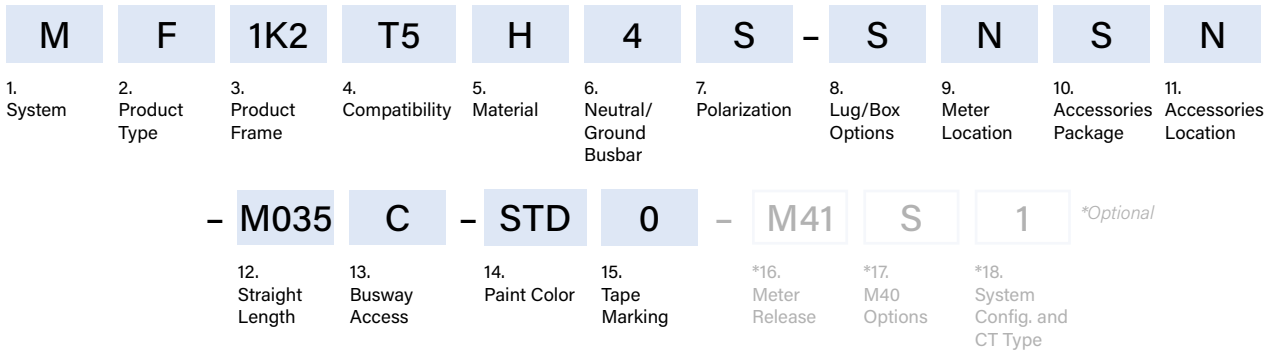 M F 1K2 T5 H 4 S – S N S N
1. 2. 3. 4. 5. 6. 7. 8. 9. 10. 11.
System Product Product Compatibility Material Neutral/ Polarization Lug/Box Meter Accessories Accessories
Type Frame Ground Options Location Package Location
Busbar
– M035 C – STD 0 – M41 S 1 *Optional
12. 13. 14. 15. *16. *17. *18.
Straight Busway Paint Color Tape Meter M40 System
Length Access Marking Release Options Config. and
CT Type